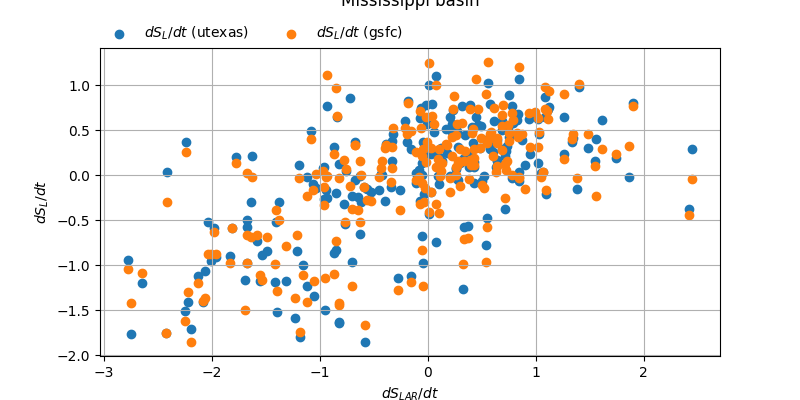 Mississippi basin
dS_L/dt (utexas) dS_L/dt (gsfc)
1.0
0.5
0.0
−0.5
−1.0
−1.5
−2.0
dS_L/dt
−3 −2 −1 0 1 2
dS_LAR/dt